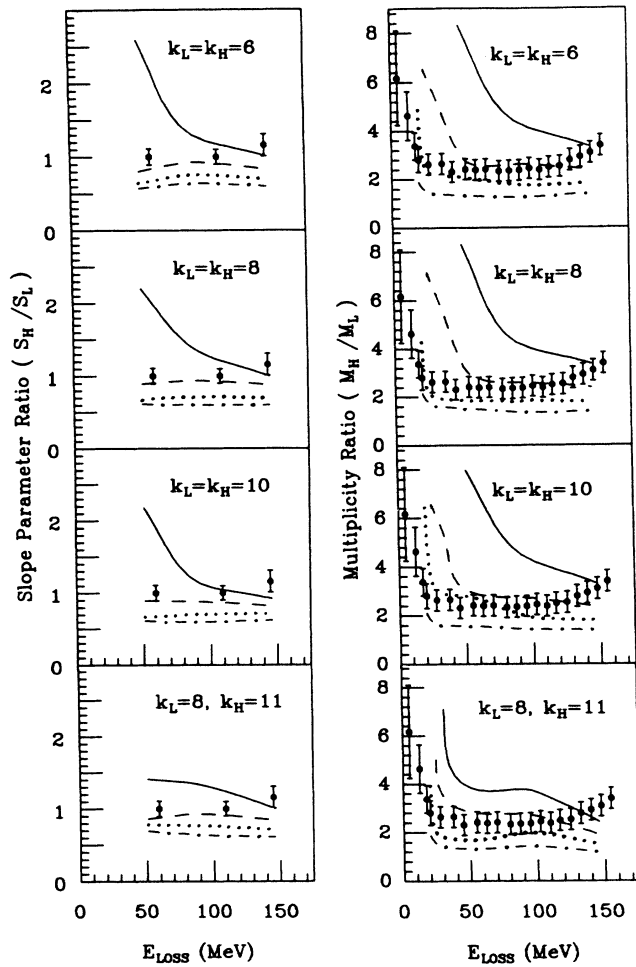 Slope Parameter Ratio ( S_H /S_L )
2
1
0
k_L=k_H=6
2
1
0
k_L=k_H=8
2
1
0
k_L=k_H=10
2
1
0
k_L=8, k_H=11
0 50 100 150
E_LOSS (MeV)
Multiplicity Ratio ( M_H /M_L )
8
6
4
2
0
k_L=k_H=6
8
6
4
2
0
k_L=k_H=8
8
6
4
2
0
k_L=k_H=10
8
6
4
2
0
k_L=8, k_H=11
0 50 100 150
E_LOSS (MeV)